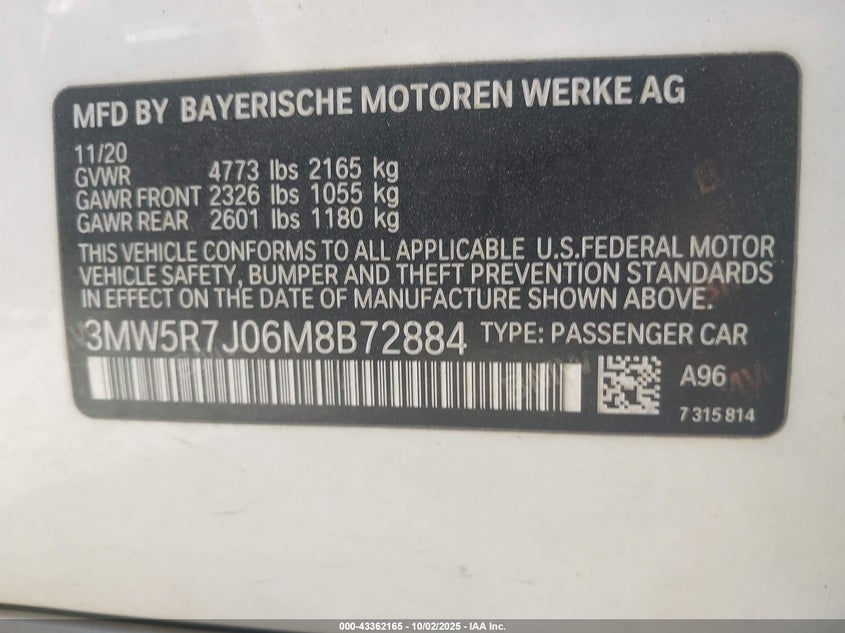 MFD BY BAYERISCHE MOTOREN WERKE AG
11/20
GVWR 4773 lbs 2165 kg
GAWR FRONT 2326 lbs 1055 kg
GAWR REAR 2601 lbs 1180 kg
THIS VEHICLE CONFORMS TO ALL APPLICABLE U.S.FEDERAL MOTOR
VEHICLE SAFETY, BUMPER AND THEFT PREVENTION STANDARDS
IN EFFECT ON THE DATE OF MANUFACTURE SHOWN ABOVE.
3MW5R7J06M8B72884 TYPE: PASSENGER CAR
A96
7 315 814
000-43362165 - 10/02/2025 - IAA Inc.